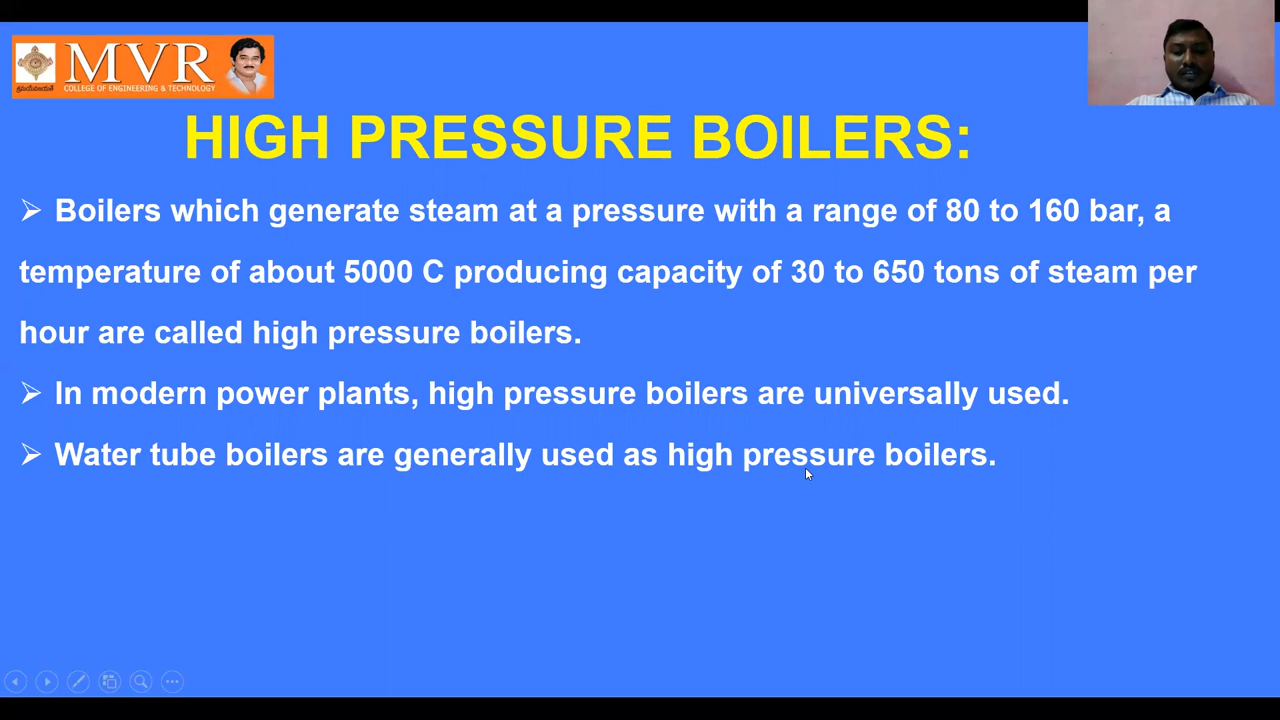 MVR
COLLEGE OF ENGINEERING & TECHNOLOGY
HIGH PRESSURE BOILERS:
➢ Boilers which generate steam at a pressure with a range of 80 to 160 bar, a
temperature of about 5000 C producing capacity of 30 to 650 tons of steam per
hour are called high pressure boilers.
➢ In modern power plants, high pressure boilers are universally used.
➢ Water tube boilers are generally used as high pressure boilers.